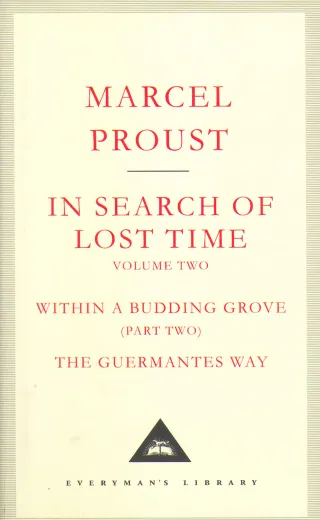 MARCEL
PROUST
IN SEARCH OF
LOST TIME
VOLUME TWO
WITHIN A BUDDING GROVE
(PART TWO)
THE GUERMANTES WAY
EVERYMAN'S LIBRARY